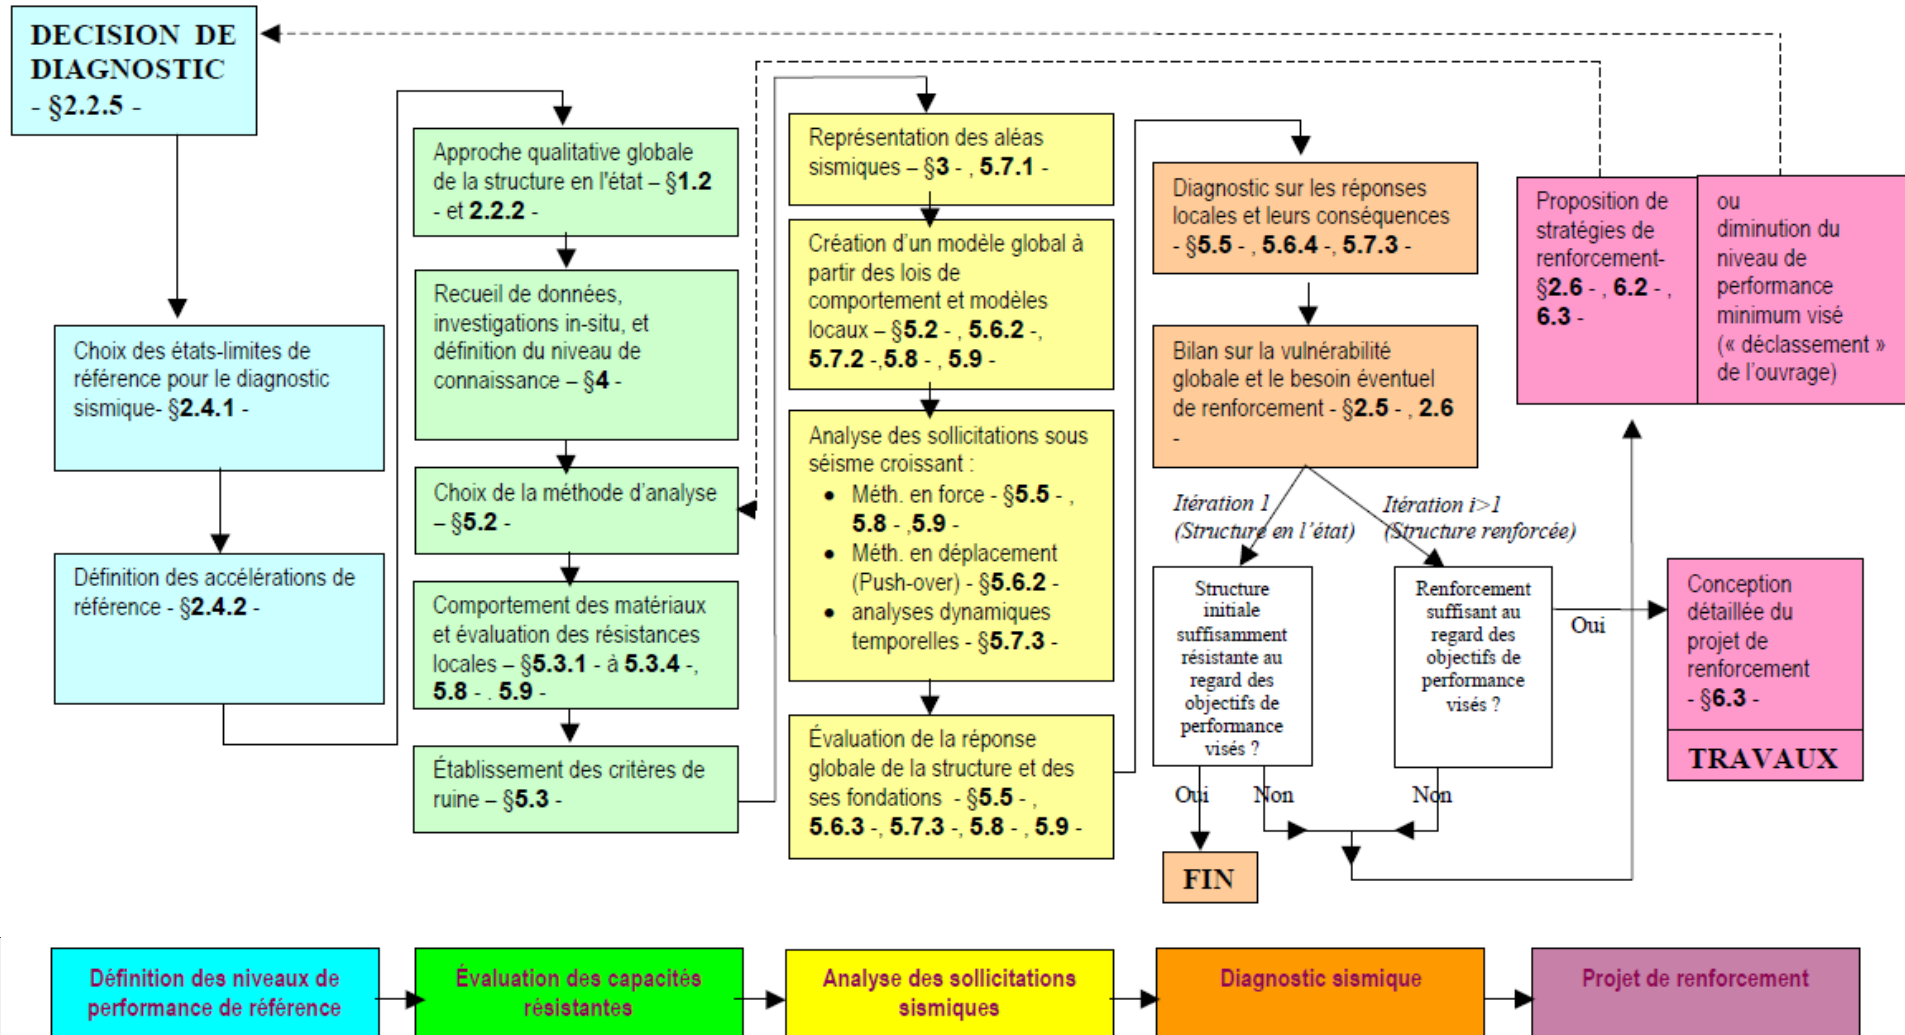 DECISION DE
DIAGNOSTIC
- §2.2.5 -
Choix des états-limites de
référence pour le diagnostic
sismique- §2.4.1 -
Définition des accélérations de
référence - §2.4.2 -
Approche qualitative globale
de la structure en l'état – §1.2
- et 2.2.2 -
Recueil de données,
investigations in-situ, et
définition du niveau de
connaissance – §4 -
Choix de la méthode d'analyse
– §5.2 -
Comportement des matériaux
et évaluation des résistances
locales – §5.3.1 - à 5.3.4 -,
5.8 - . 5.9 -
Établissement des critères de
ruine – §5.3 -
Représentation des aléas
sismiques – §3 - , 5.7.1 -
Création d'un modèle global à
partir des lois de
comportement et modèles
locaux – §5.2 - , 5.6.2 -,
5.7.2 -,5.8 - , 5.9 -
Analyse des sollicitations sous
séisme croissant :
• Méth. en force - §5.5 - ,
5.8 - ,5.9 -
• Méth. en déplacement
(Push-over) - §5.6.2 -
• analyses dynamiques
temporelles - §5.7.3 -
Évaluation de la réponse
globale de la structure et des
ses fondations - §5.5 - ,
5.6.3 -, 5.7.3 -, 5.8 - , 5.9 -
Diagnostic sur les réponses
locales et leurs conséquences
- §5.5 - , 5.6.4 -, 5.7.3 -
Bilan sur la vulnérabilité
globale et le besoin éventuel
de renforcement - §2.5 - , 2.6
-
Itération 1
(Structure en l'état)
Itération i>1
(Structure renforcée)
Structure
initiale
suffisamment
résistante au
regard des
objectifs de
performance
visés ?
Renforcement
suffisant au
regard des
objectifs de
performance
visés ?
Oui
Oui
Non
Non
FIN
Proposition de
stratégies de
renforcement-
§2.6 - , 6.2 - ,
6.3 -
ou
diminution du
niveau de
performance
minimum visé
(« déclassement »
de l'ouvrage)
Conception
détaillée du
projet de
renforcement
- §6.3 -
TRAVAUX
Définition des niveaux de
performance de référence
Évaluation des capacités
résistantes
Analyse des sollicitations
sismiques
Diagnostic sismique
Projet de renforcement